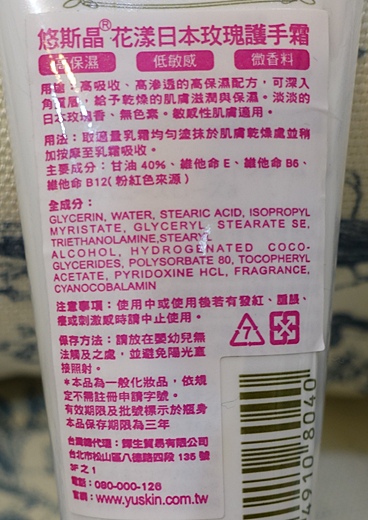 悠斯晶®花漾日本玫瑰護手霜
高保濕 低敏感 微香料
用途：高吸收、高滲透的高保濕配方，可深入
角質層，給予乾燥的肌膚滋潤與保濕。淡淡的
日本玫瑰香、無色素。敏感性肌膚適用。
用法：取適量乳霜均勻塗抹於肌膚乾燥處並稍
加按摩至乳霜吸收。
主要成分：甘油 40%、維他命 E、維他命 B6、
維他命 B12( 粉紅色來源 )
全成分：
GLYCERIN, WATER, STEARIC ACID, ISOPROPYL
MYRISTATE, GLYCERYL STEARATE SE,
TRIETHANOLAMINE,STEARYL
ALCOHOL, HYDROGENATED COCO-
GLYCERIDES, POLYSORBATE 80, TOCOPHERYL
ACETATE, PYRIDOXINE HCL, FRAGRANCE,
CYANOCOBALAMIN
注意事項：使用中或使用後若有發紅、腫脹、
癢或刺激感時請中止使用。
保存方法：請放在嬰幼兒無
法觸及之處，並避免陽光直
接照射。
7
＊本品為一般化妝品，依規
定不需註冊申請字號。
有效期限及批號標示於瓶身
本品保存期限為三年
台灣總代理：鐸生貿易有限公司
台北市松山區八德路四段 135 號
3F 之 1
電話：080-000-126
官網：www.yuskin.com.tw